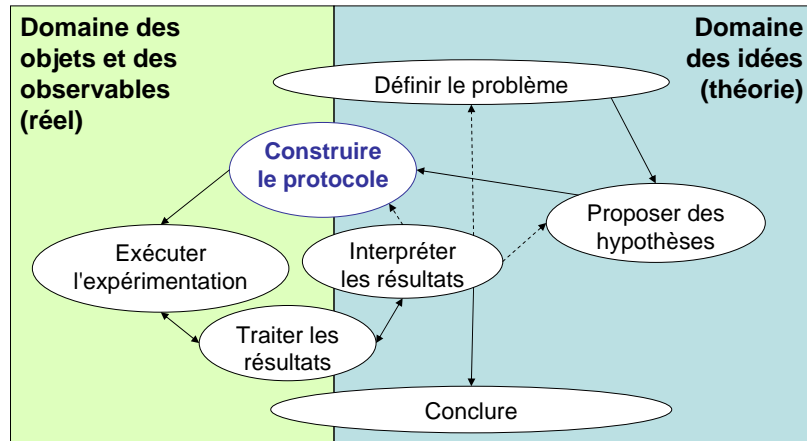 Domaine des
objets et des
observables
(réel)
Domaine
des idées
(théorie)
Définir le problème
Construire
le protocole
Proposer des
hypothèses
Exécuter
l'expérimentation
Interpréter
les résultats
Traiter les
résultats
Conclure